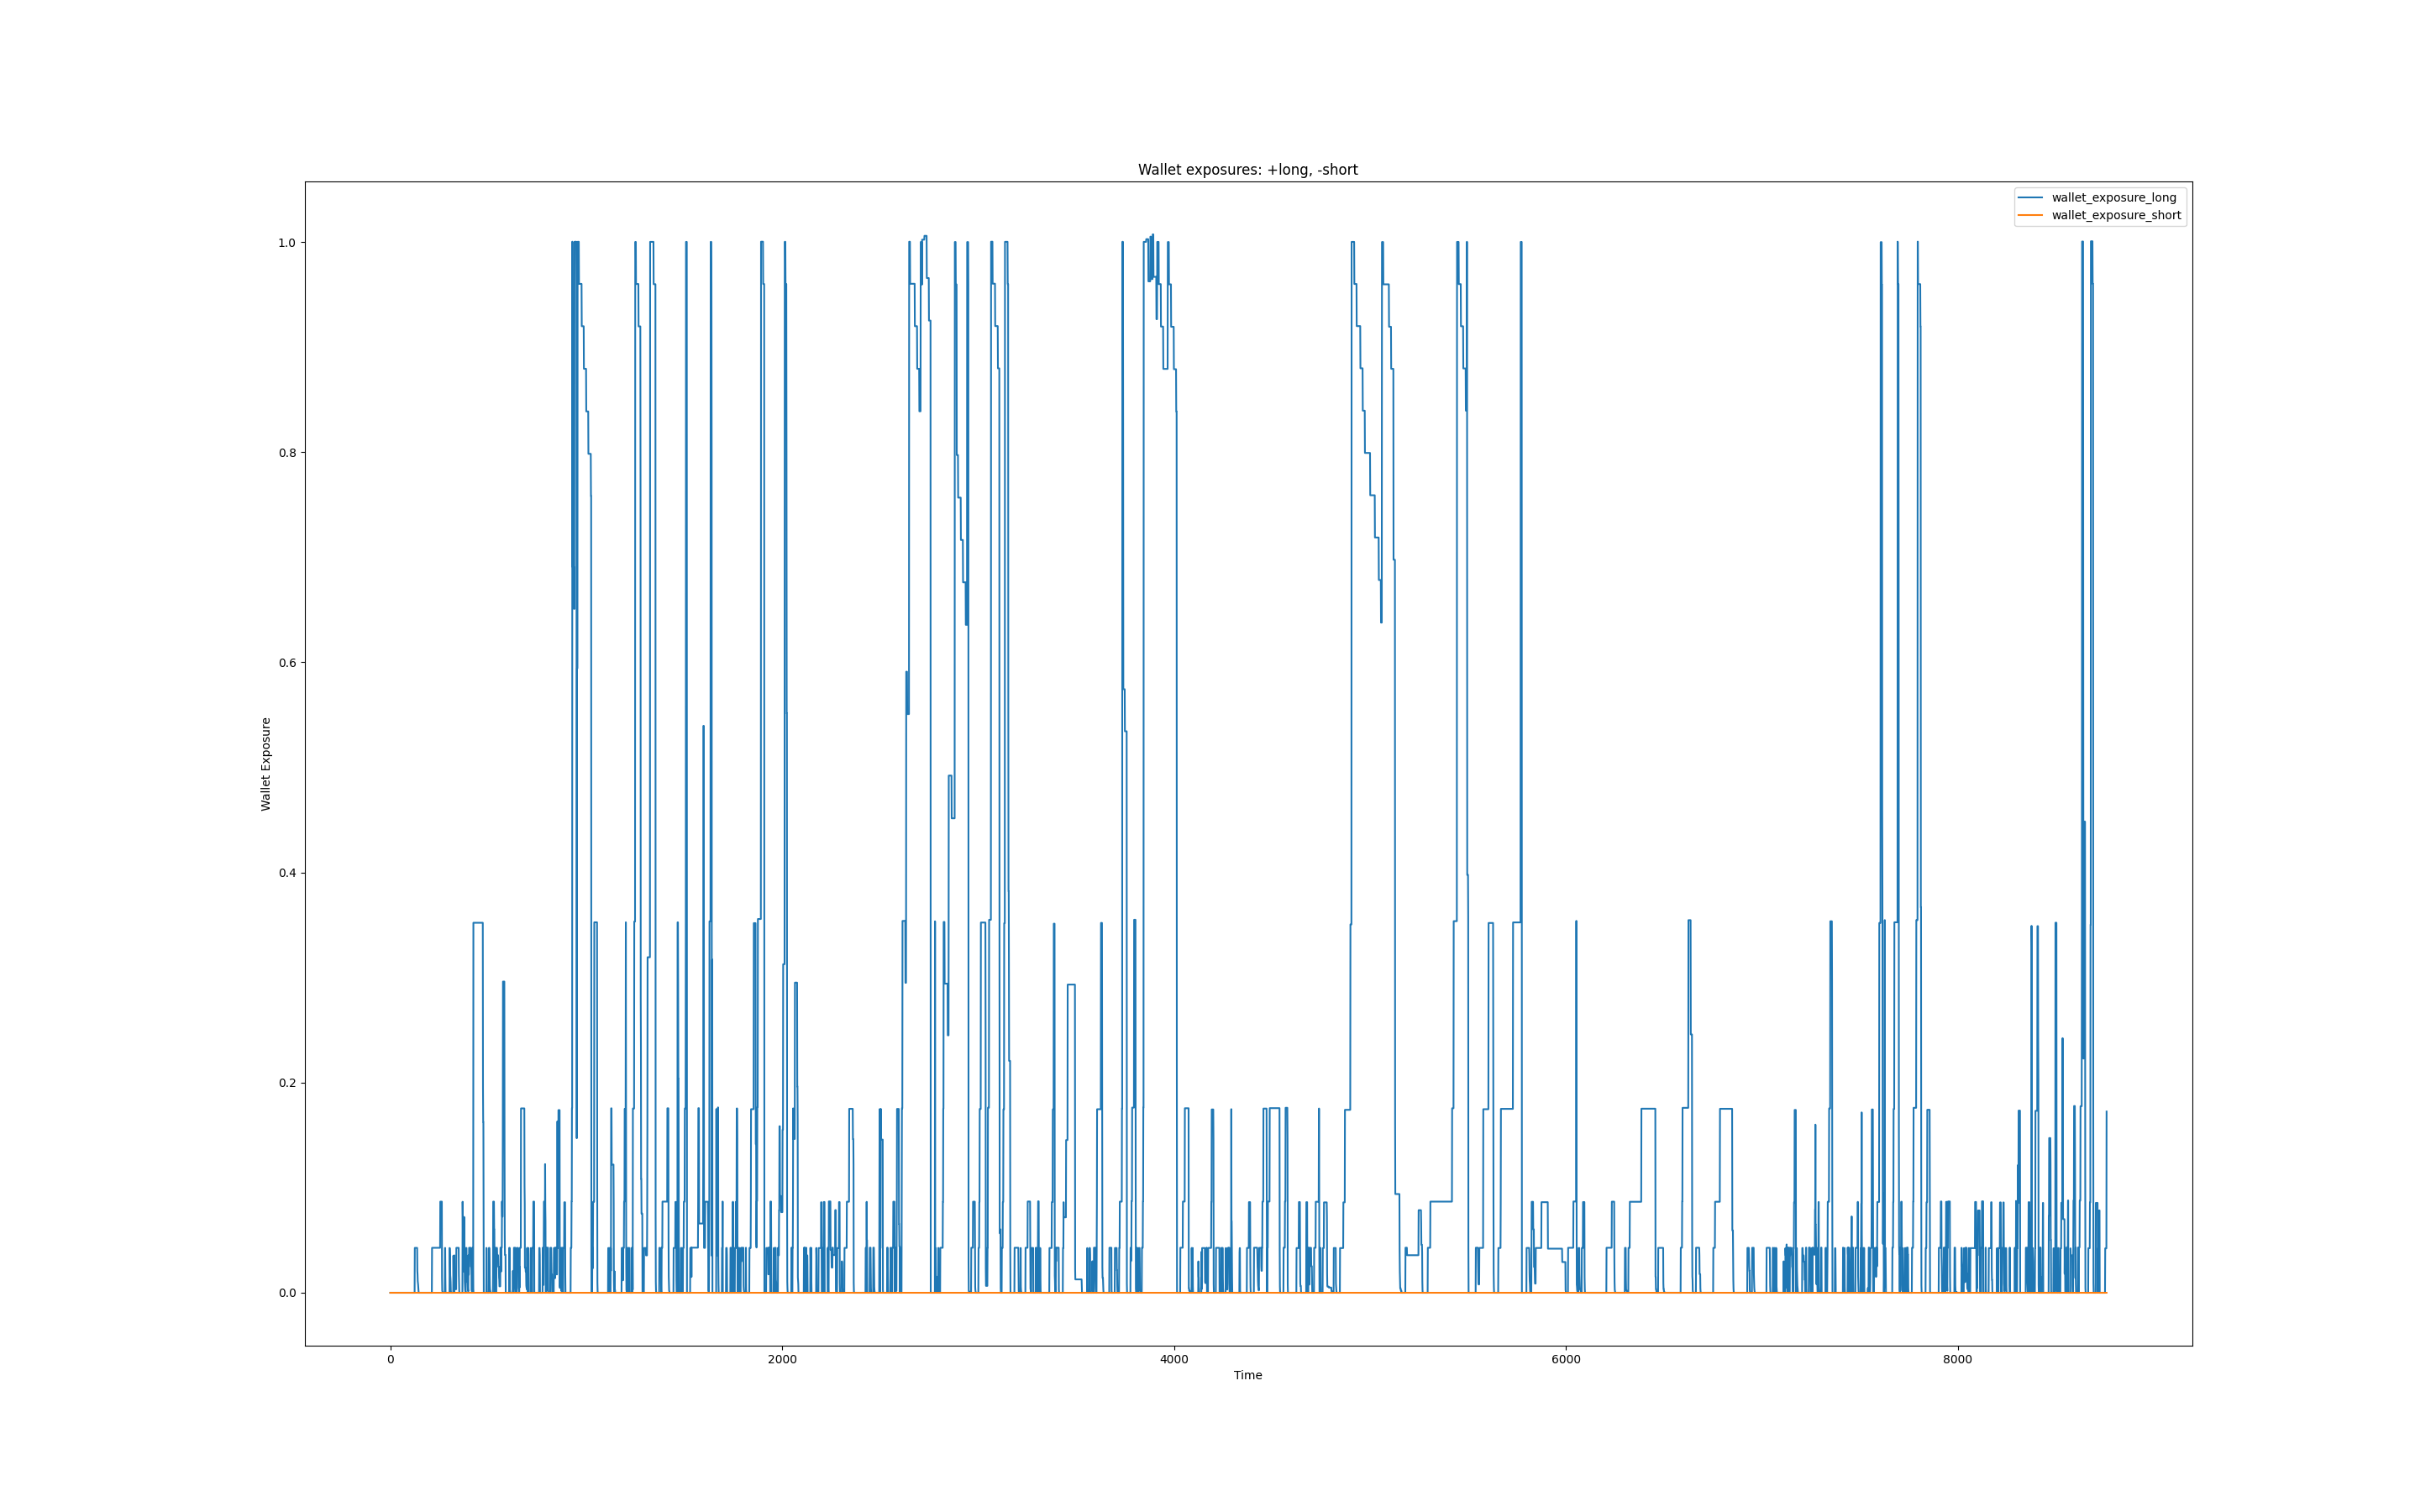 Wallet exposures: +long, -short
wallet_exposure_long
wallet_exposure_short
1.0
0.8
0.6
0.4
0.2
0.0
Wallet Exposure
0 2000 4000 6000 8000
Time